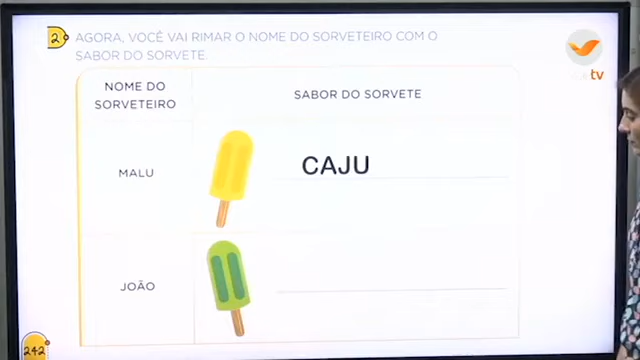 2 AGORA, VOCÊ VAI RIMAR O NOME DO SORVETEIRO COM O
SABOR DO SORVETE.
NOME DO
SORVETEIRO
SABOR DO SORVETE
MALU
CAJU
JOÃO
242
tv